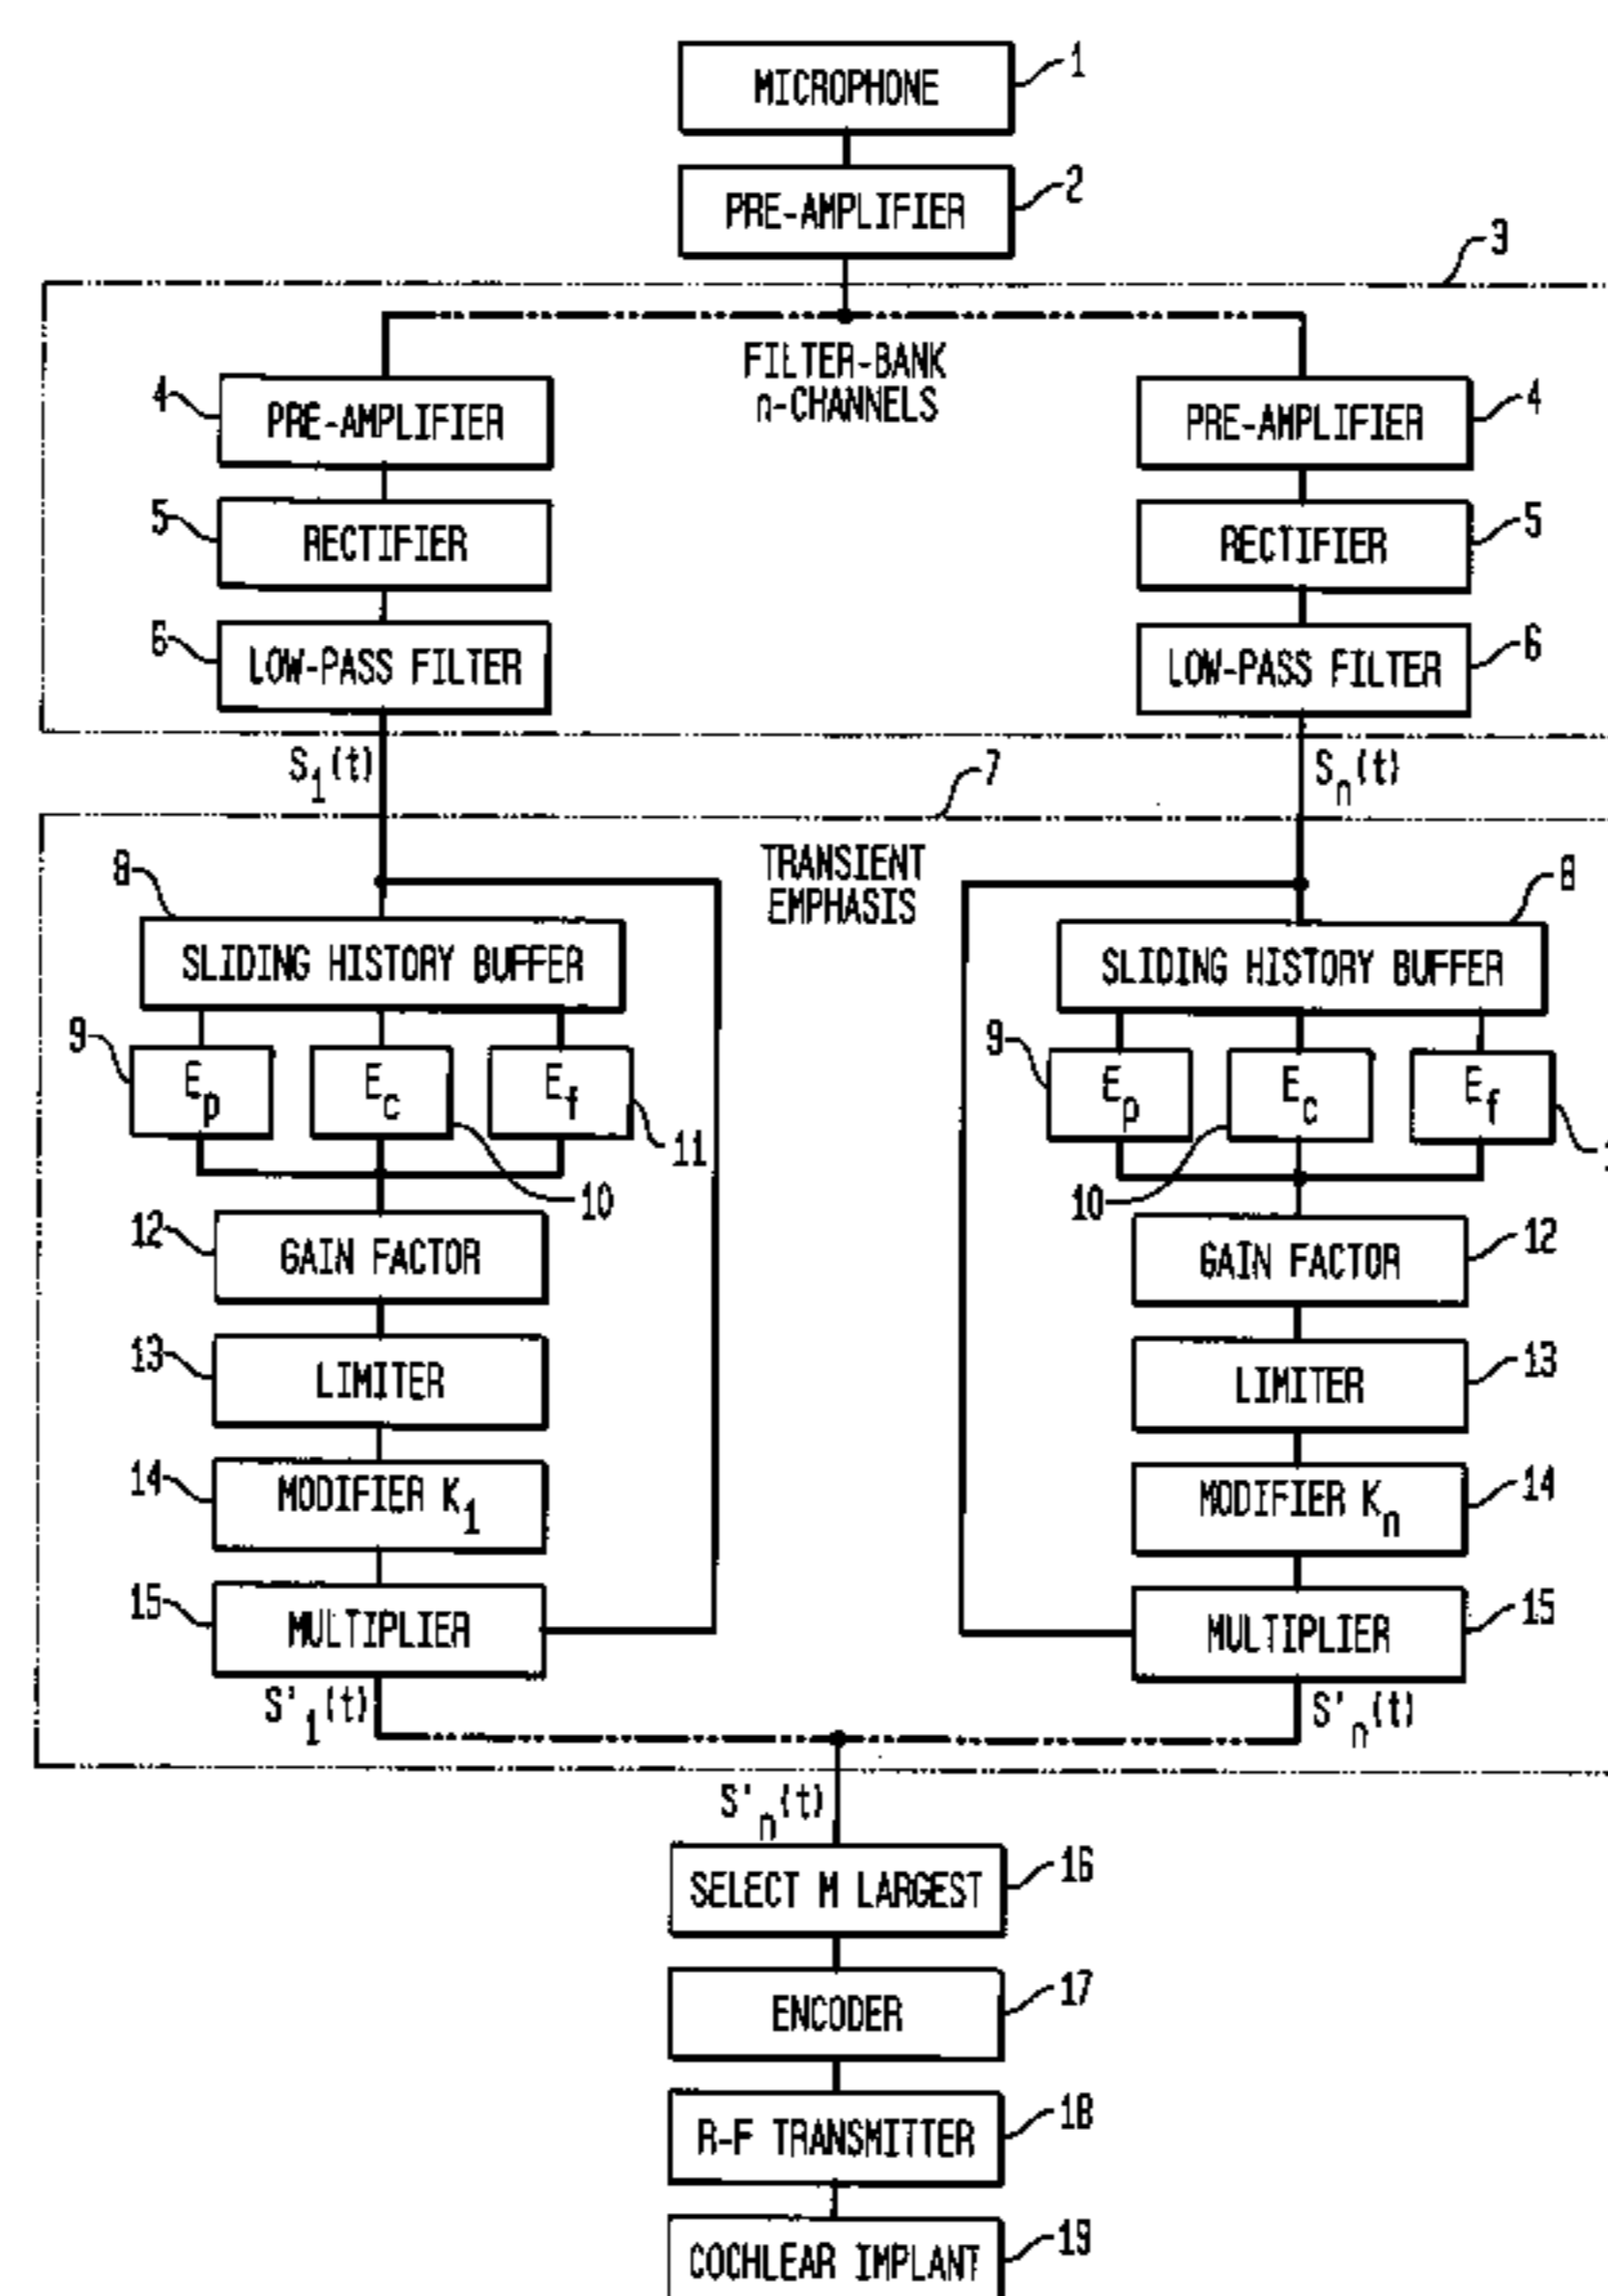 MICROPHONE
1
PRE-AMPLIFIER
2
3
FILTER-BANK
n-CHANNELS
4
PRE-AMPLIFIER
PRE-AMPLIFIER
4
5
RECTIFIER
RECTIFIER
5
6
LOW-PASS FILTER
LOW-PASS FILTER
6
S1(t)
7
Sn(t)
TRANSIENT
EMPHASIS
8
SLIDING HISTORY BUFFER
8
SLIDING HISTORY BUFFER
9
Ep
Ec
Ef
11
10
9
Ep
Ec
Ef
10
12
GAIN FACTOR
GAIN FACTOR
12
13
LIMITER
LIMITER
13
14
MODIFIER K1
MODIFIER Kn
14
15
MULTIPLIER
MULTIPLIER
15
S'1(t)
S'n(t)
S'n(t)
SELECT M LARGEST
16
ENCODER
17
R-F TRANSMITTER
18
COCHLEAR IMPLANT
19